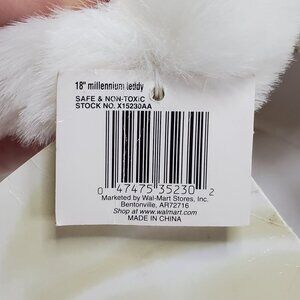 18" millennium teddy
SAFE & NON-TOXIC
STOCK NO. X15230AA
0 47475 35230 2
Marketed by Wal-Mart Stores, Inc.
Bentonville, AR72716
Shop at www.walmart.com
MADE IN CHINA